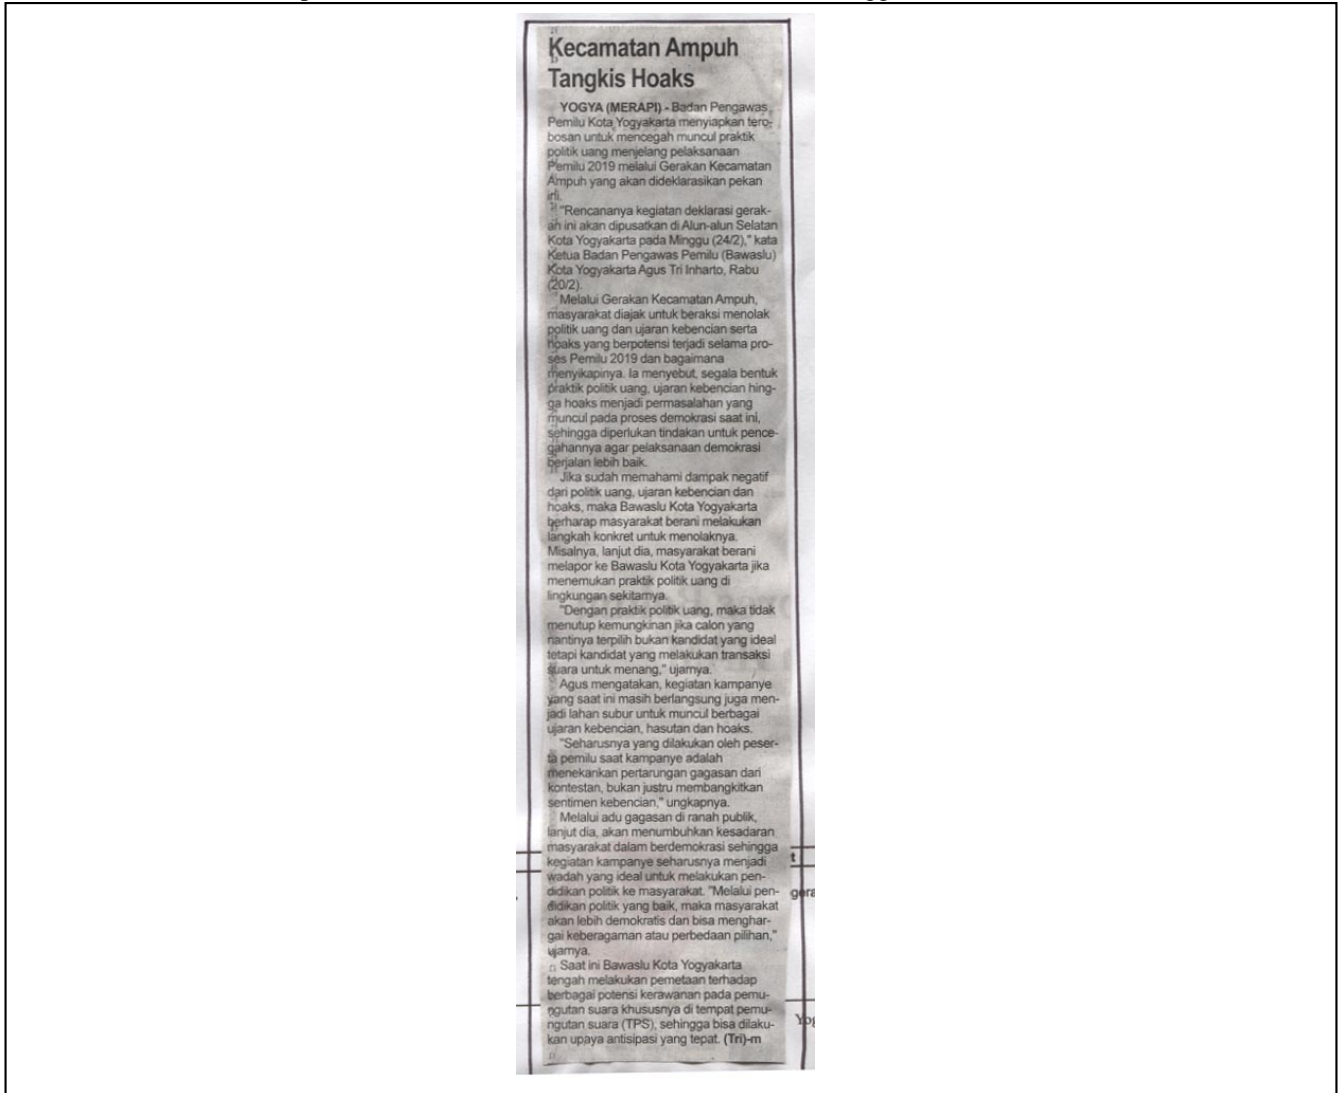 Kecamatan Ampuh
Tangkis Hoaks
YOGYA (MERAPI) - Badan Pengawas
Pemilu Kota Yogyakarta menyiapkan tero-
bosan untuk mencegah muncul praktik
politik uang menjelang pelaksanaan
Pemilu 2019 melalui Gerakan Kecamatan
Ampuh yang akan dideklarasikan pekan
ini.
"Rencananya kegiatan deklarasi gerak-
an ini akan dipusatkan di Alun-alun Selatan
Kota Yogyakarta pada Minggu (24/2)," kata
Ketua Badan Pengawas Pemilu (Bawaslu)
Kota Yogyakarta Agus Tri Inharto, Rabu
(20/2).
Melalui Gerakan Kecamatan Ampuh,
masyarakat diajak untuk beraksi menolak
politik uang dan ujaran kebencian serta
hoaks yang berpotensi terjadi selama pro-
ses Pemilu 2019 dan bagaimana
menyikapinya. Ia menyebut, segala bentuk
praktik politik uang, ujaran kebencian hing-
ga hoaks menjadi permasalahan yang
muncul pada proses demokrasi saat ini,
sehingga diperlukan tindakan untuk pence-
gahannya agar pelaksanaan demokrasi
berjalan lebih baik.
Jika sudah memahami dampak negatif
dari politik uang, ujaran kebencian dan
hoaks, maka Bawaslu Kota Yogyakarta
berharap masyarakat berani melakukan
langkah konkret untuk menolaknya.
Misalnya, lanjut dia, masyarakat berani
melapor ke Bawaslu Kota Yogyakarta jika
menemukan praktik politik uang di
lingkungan sekitarnya.
"Dengan praktik politik uang, maka tidak
menutup kemungkinan jika calon yang
nantinya terpilih bukan kandidat yang ideal
tetapi kandidat yang melakukan transaksi
suara untuk menang," ujarnya.
Agus mengatakan, kegiatan kampanye
yang saat ini masih berlangsung juga men-
jadi lahan subur untuk muncul berbagai
ujaran kebencian, hasutan dan hoaks.
"Seharusnya yang dilakukan oleh peser-
ta pemilu saat kampanye adalah
menekankan pertarungan gagasan dari
kontestan, bukan justru membangkitkan
sentimen kebencian," ungkapnya.
Melalui adu gagasan di ranah publik,
lanjut dia, akan menumbuhkan kesadaran
masyarakat dalam berdemokrasi sehingga
kegiatan kampanye seharusnya menjadi
wadah yang ideal untuk melakukan pen-
didikan politik ke masyarakat. "Melalui pen-
didikan politik yang baik, maka masyarakat
akan lebih demokratis dan bisa menghar-
gai keberagaman atau perbedaan pilihan,"
ujarnya.
Saat ini Bawaslu Kota Yogyakarta
tengah melakukan pemetaan terhadap
berbagai potensi kerawanan pada pemu-
ngutan suara khususnya di tempat pemu-
ngutan suara (TPS), sehingga bisa dilaku-
kan upaya antisipasi yang tepat. (Tri)-m